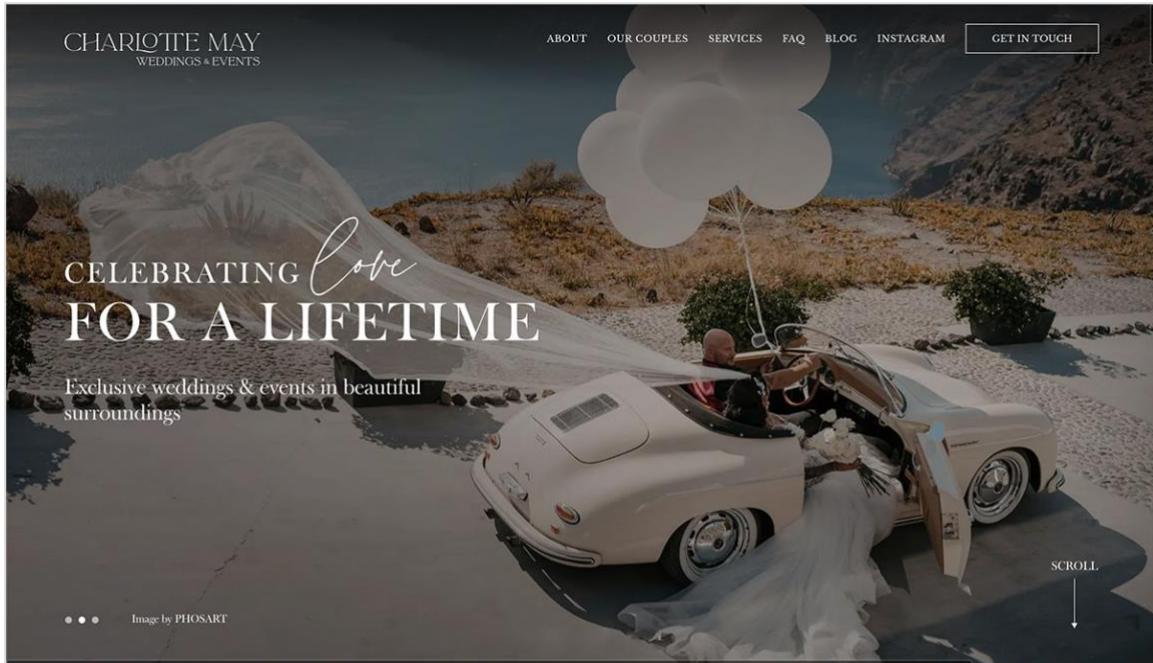 CHARLOTTE MAY
WEDDINGS & EVENTS
ABOUT OUR COUPLES SERVICES FAQ BLOG INSTAGRAM GET IN TOUCH
CELEBRATING love
FOR A LIFETIME
Exclusive weddings & events in beautiful
surroundings
SCROLL
Image by PHOSART